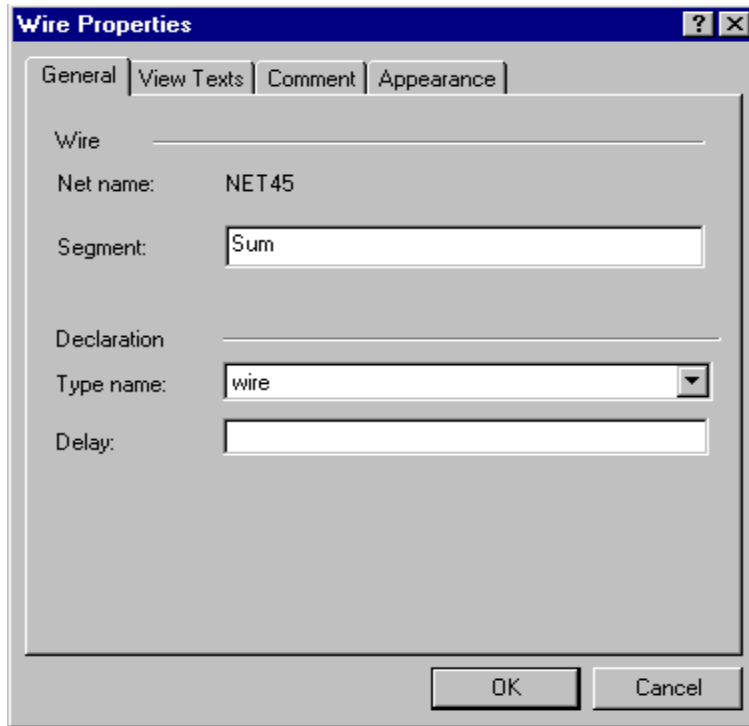 Wire Properties
General View Texts Comment Appearance
Wire
Net name: NET45
Segment: Sum
Declaration
Type name: wire
Delay:
OK Cancel